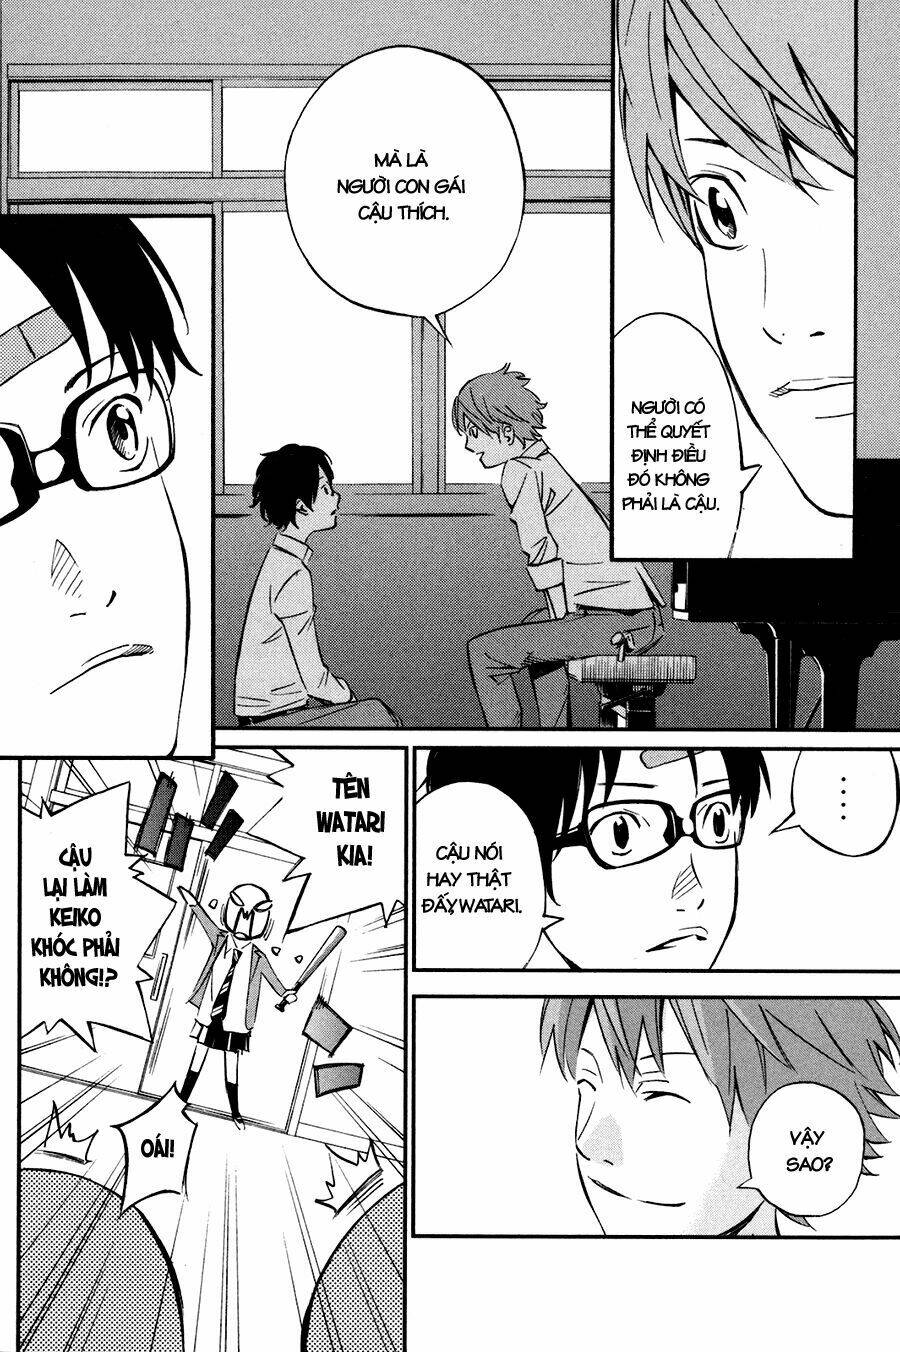 NGƯỜI CÓ
THỂ QUYẾT
ĐỊNH ĐIỀU
ĐÓ KHÔNG
PHẢI LÀ CẬU.
MÀ LÀ
NGƯỜI CON GÁI
CẬU THÍCH.
....
CẬU NÓI
HAY THẬT
ĐẤY, WATARI.
VẬY
SAO?
TÊN
WATARI
KIA!
CẬU
LẠI LÀM
KEIKO
KHÓC PHẢI
KHÔNG!?
OÁI!